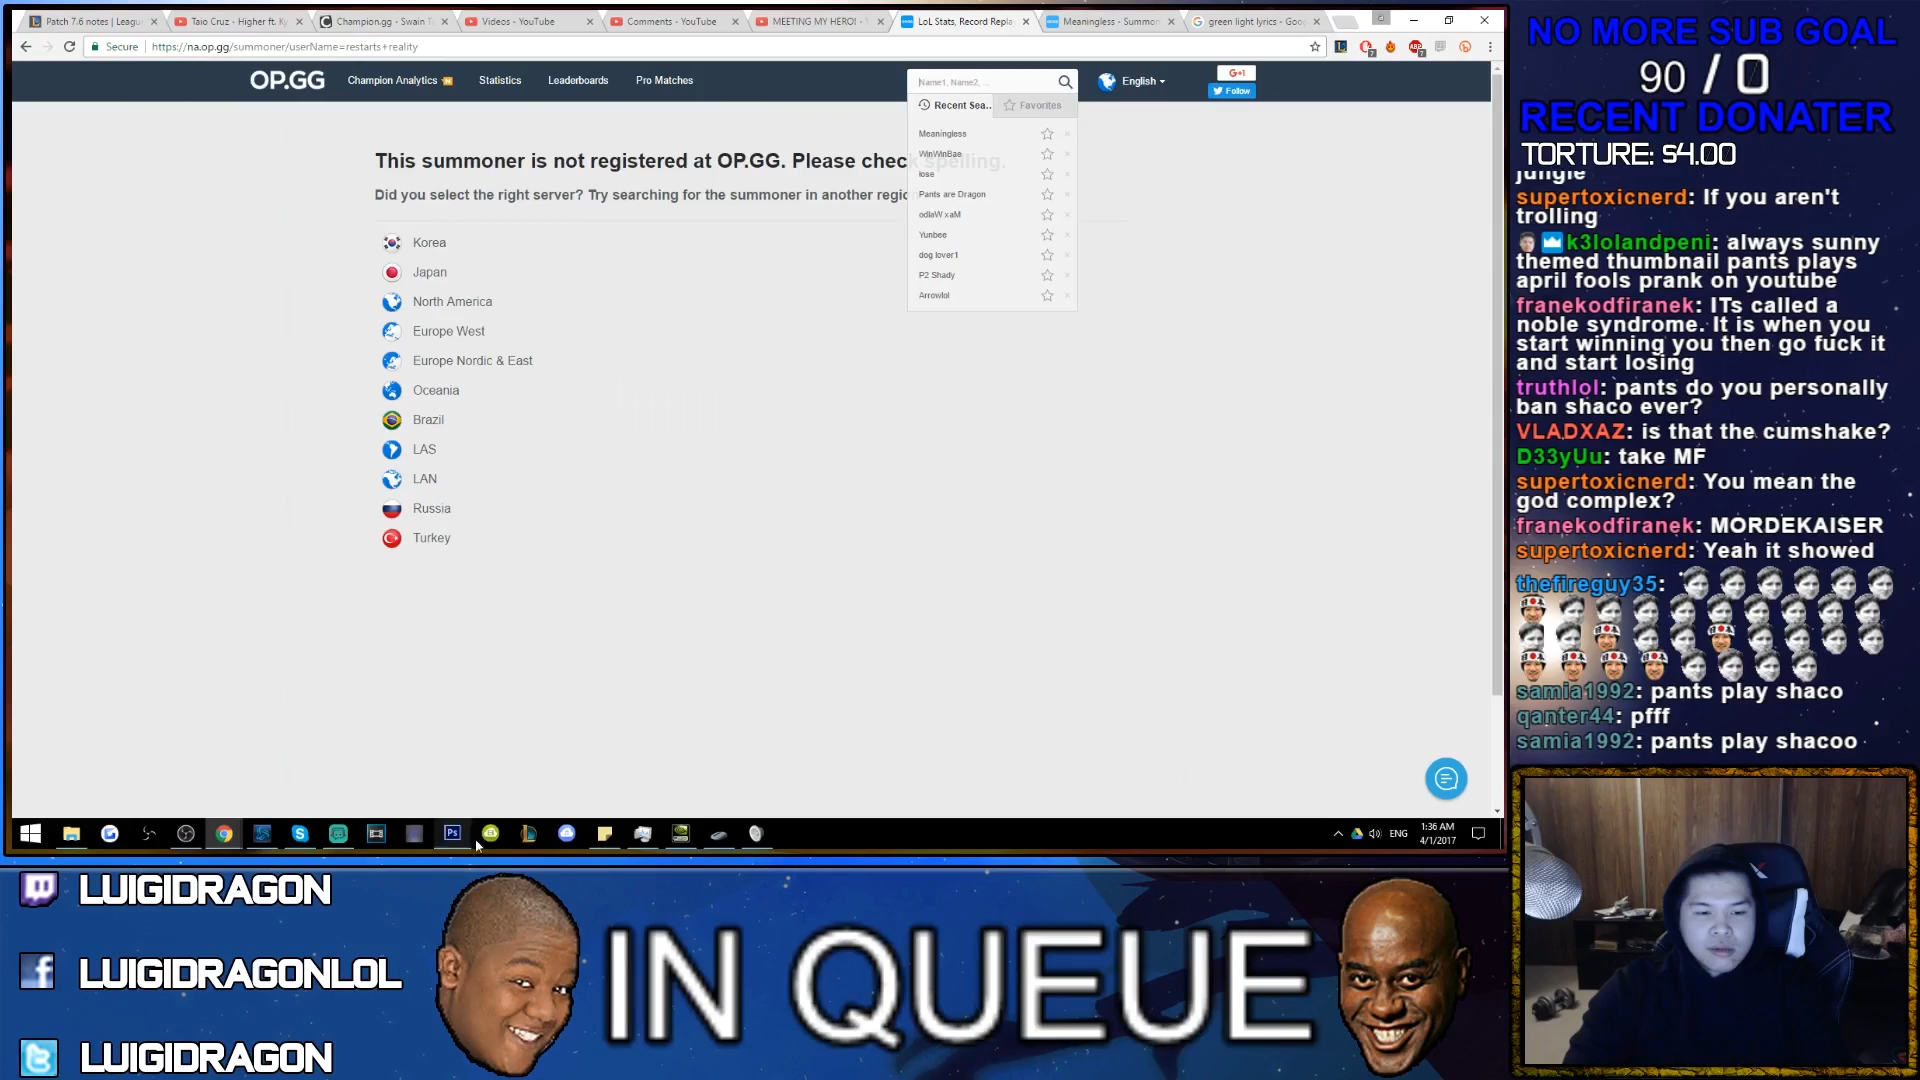 Patch 7.6 notes | Leagu
Taio Cruz - Higher ft. Ky
Champion.gg - Swain T
Videos - YouTube
Comments - YouTube
MEETING MY HERO! -
LoL Stats, Record Repla
Meaningless - Summon
green light lyrics - Goo
Secure
https://na.op.gg/summoner/userName=restarts+reality
OP.GG
Champion Analytics
Statistics
Leaderboards
Pro Matches
Name1, Name2, ...
English
G+1
Follow
Recent Sea..
Favorites
Meaningless
WinWinBae
lose
Pants are Dragon
odlaW xaM
Yunbee
dog lover1
P2 Shady
Arrowlol
This summoner is not registered at OP.GG. Please check spelling.
Did you select the right server? Try searching for the summoner in another regio
Korea
Japan
North America
Europe West
Europe Nordic & East
Oceania
Brazil
LAS
LAN
Russia
Turkey
Ps
ENG
1:36 AM
4/1/2017
NO MORE SUB GOAL
90 / 0
RECENT DONATER
TORTURE: $4.00
jungle
supertoxicnerd: If you aren't
trolling
k3lolandpeni: always sunny
themed thumbnail pants plays
april fools prank on youtube
franekodfiranek: ITs called a
noble syndrome. It is when you
start winning you then go fuck it
and start losing
truthlol: pants do you personally
ban shaco ever?
VLADXAZ: is that the cumshake?
D33yUu: take MF
supertoxicnerd: You mean the
god complex?
franekodfiranek: MORDEKAISER
supertoxicnerd: Yeah it showed
thefireguy35:
samia1992: pants play shaco
qanter44: pfff
samia1992: pants play shacoo
LUIGIDRAGON
LUIGIDRAGONLOL
LUIGIDRAGON
IN QUEUE